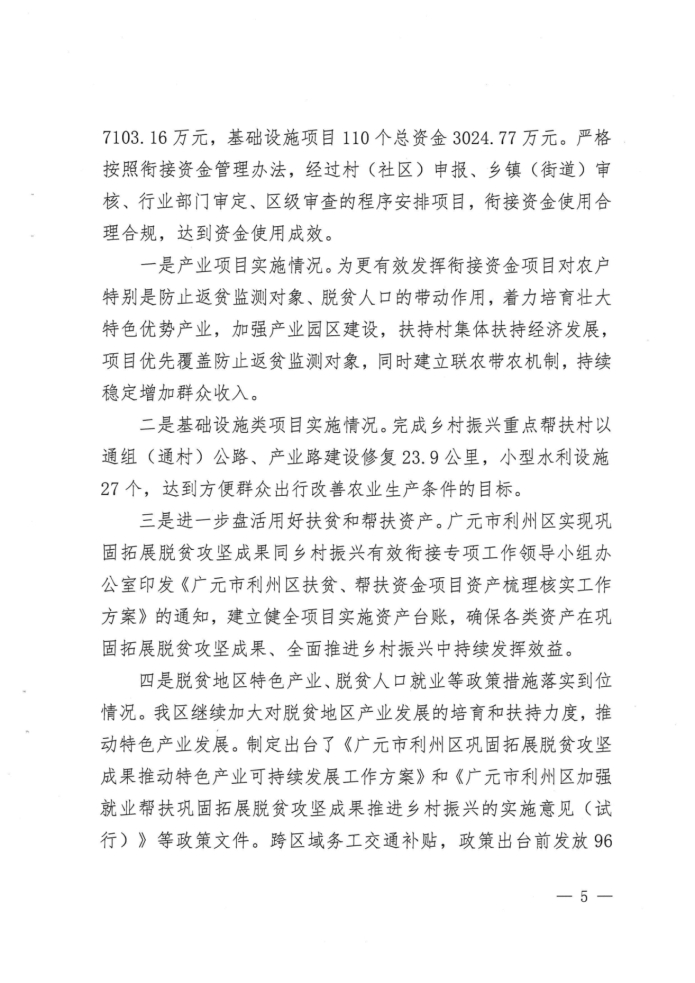 7103.16 万元，基础设施项目 110 个总资金 3024.77 万元。严格
按照衔接资金管理办法，经过村（社区）申报、乡镇（街道）审
核、行业部门审定、区级审查的程序安排项目，衔接资金使用合
理合规，达到资金使用成效。
一是产业项目实施情况。为更有效发挥衔接资金项目对农户
特别是防止返贫监测对象、脱贫人口的带动作用，着力培育壮大
特色优势产业，加强产业园区建设，扶持村集体扶持经济发展，
项目优先覆盖防止返贫监测对象，同时建立联农带农机制，持续
稳定增加群众收入。
二是基础设施类项目实施情况。完成乡村振兴重点帮扶村以
通组（通村）公路、产业路建设修复 23.9 公里，小型水利设施
27 个，达到方便群众出行改善农业生产条件的目标。
三是进一步盘活用好扶贫和帮扶资产。广元市利州区实现巩
固拓展脱贫攻坚成果同乡村振兴有效衔接专项工作领导小组办
公室印发《广元市利州区扶贫、帮扶资金项目资产梳理核实工作
方案》的通知，建立健全项目实施资产台账，确保各类资产在巩
固拓展脱贫攻坚成果、全面推进乡村振兴中持续发挥效益。
四是脱贫地区特色产业、脱贫人口就业等政策措施落实到位
情况。我区继续加大对脱贫地区产业发展的培育和扶持力度，推
动特色产业发展。制定出台了《广元市利州区巩固拓展脱贫攻坚
成果推动特色产业可持续发展工作方案》和《广元市利州区加强
就业帮扶巩固拓展脱贫攻坚成果推进乡村振兴的实施意见（试
行）》等政策文件。跨区域务工交通补贴，政策出台前发放 96
— 5 —